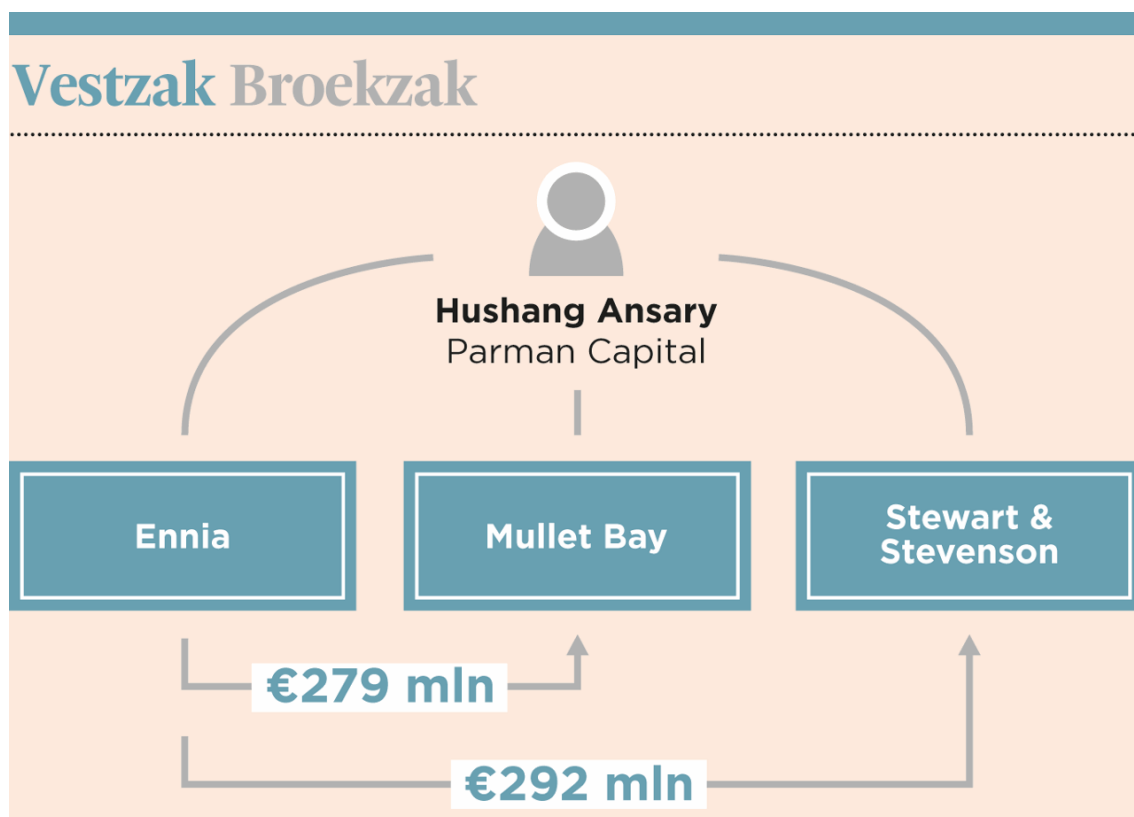 Vestzak Broekzak
Hushang Ansary
Parman Capital
Ennia
Mullet Bay
Stewart &
Stevenson
€279 mln
€292 mln